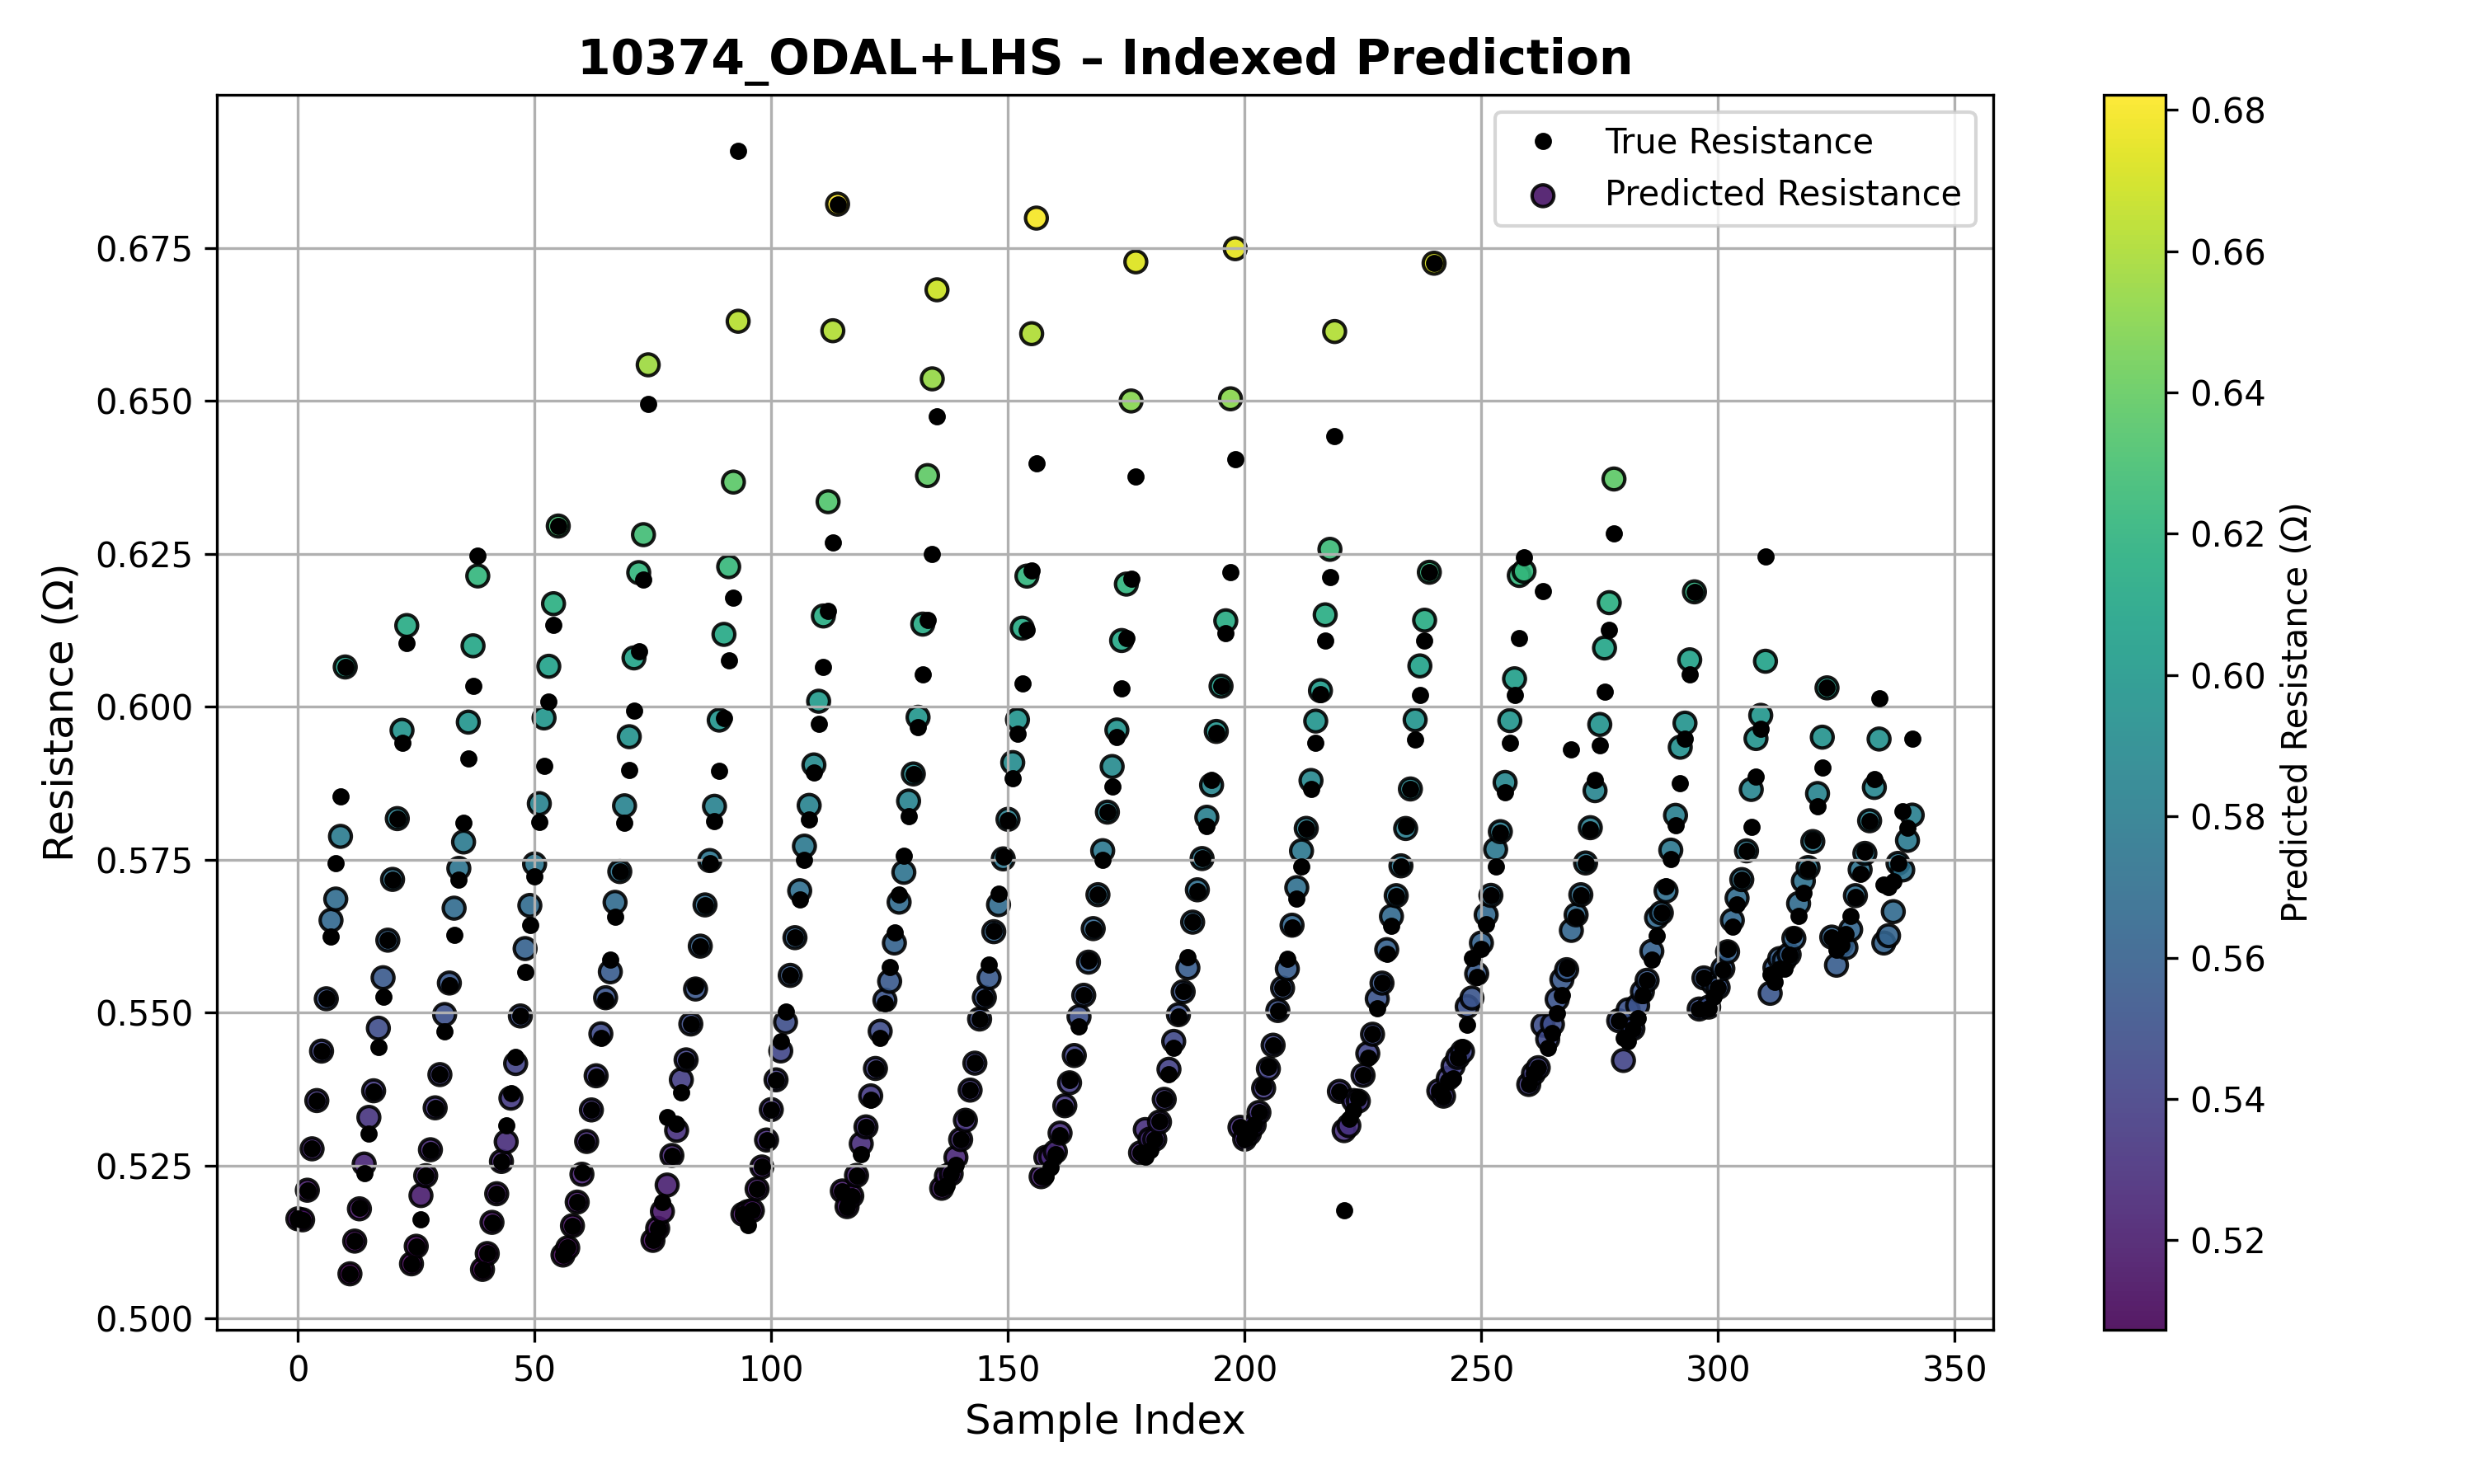 10374_ODAL+LHS – Indexed Prediction
True Resistance
Predicted Resistance
Resistance (Ω)
0.675
0.650
0.625
0.600
0.575
0.550
0.525
0.500
0 50 100 150 200 250 300 350
Sample Index
0.68
0.66
0.64
0.62
0.60
0.58
0.56
0.54
0.52
Predicted Resistance (Ω)